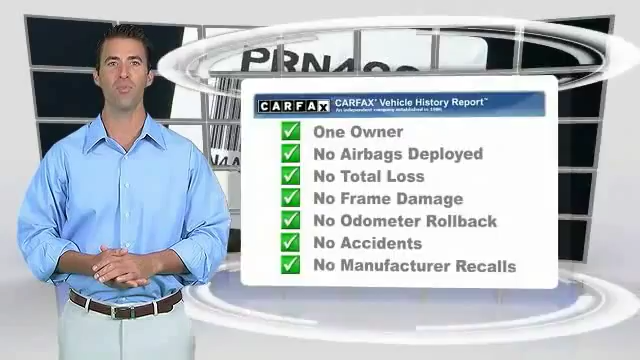 CARFAX CARFAX® Vehicle History Report™
An independent company established in 1986.
One Owner
No Airbags Deployed
No Total Loss
No Frame Damage
No Odometer Rollback
No Accidents
No Manufacturer Recalls